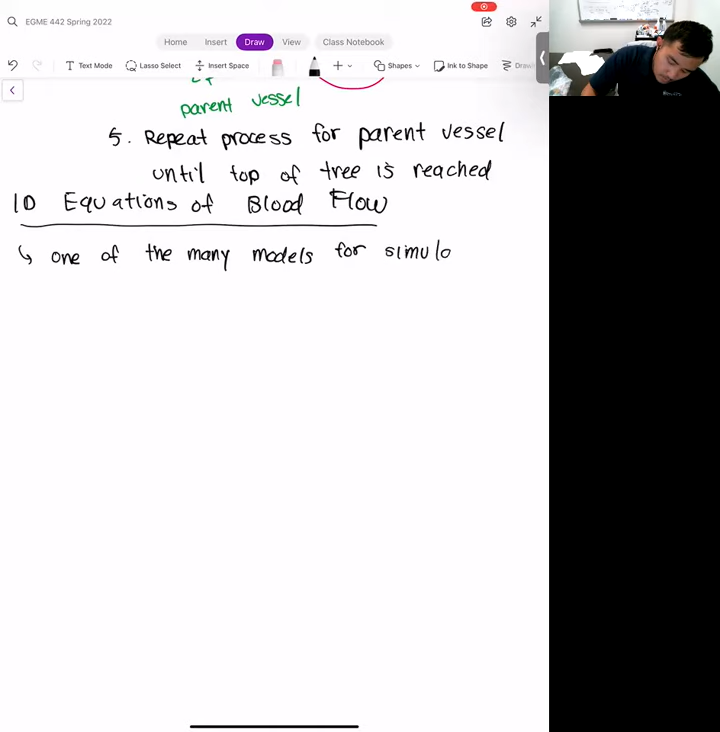 EGME 442 Spring 2022
Home Insert Draw View Class Notebook
T Text Mode Lasso Select Insert Space Shapes Ink to Shape Draw
parent vessel
5. Repeat process for parent vessel
until top of tree is reached
1D Equations of Blood Flow
↳ one of the many models for simulo